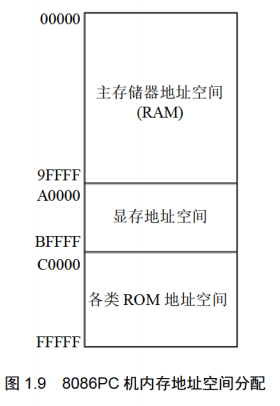 00000
主存储器地址空间
(RAM)
9FFFF
A0000
显存地址空间
BFFFF
C0000
各类 ROM 地址空间
FFFFF
图 1.9 8086PC 机内存地址空间分配